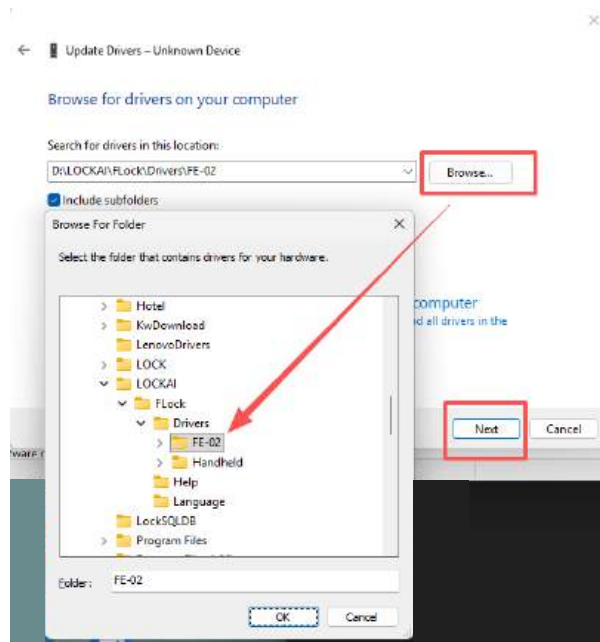 Update Drivers – Unknown Device
Browse for drivers on your computer
Search for drivers in this location:
D:\LOCKAI\FLock\Drivers\FE-02
Browse...
Include subfolders
Browse For Folder
Select the folder that contains drivers for your hardware.
Hotel
KwDownload
LenovoDrivers
LOCK
LOCKAI
FLock
Drivers
FE-02
Handheld
Help
Language
LockSQLDB
Program Files
computer
all drivers in the
Next
Cancel
Folder:
FE-02
OK
Cancel